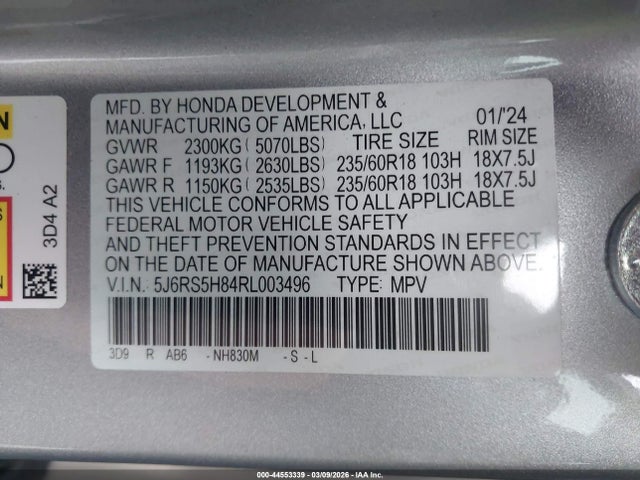 MFD. BY HONDA DEVELOPMENT &
MANUFACTURING OF AMERICA, LLC 01/'24
GVWR 2300KG ( 5070LBS) TIRE SIZE RIM SIZE
GAWR F 1193KG ( 2630LBS) 235/60R18 103H 18X7.5J
GAWR R 1150KG ( 2535LBS) 235/60R18 103H 18X7.5J
THIS VEHICLE CONFORMS TO ALL APPLICABLE
FEDERAL MOTOR VEHICLE SAFETY
AND THEFT PREVENTION STANDARDS IN EFFECT
ON THE DATE OF MANUFACTURE SHOWN ABOVE.
V.I.N.: 5J6RS5H84RL003496 TYPE: MPV
3D9 R AB6 -NH830M - S - L
3D4 A2
000-44553339 - 03/09/2026 - IAA Inc.